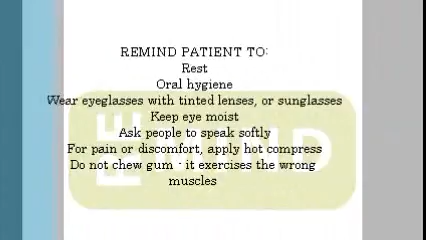 REMIND PATIENT TO:
Rest
Oral hygiene
Wear eyeglasses with tinted lenses, or sunglasses
Keep eye moist
Ask people to speak softly
For pain or discomfort, apply hot compress
Do not chew gum - it exercises the wrong
muscles